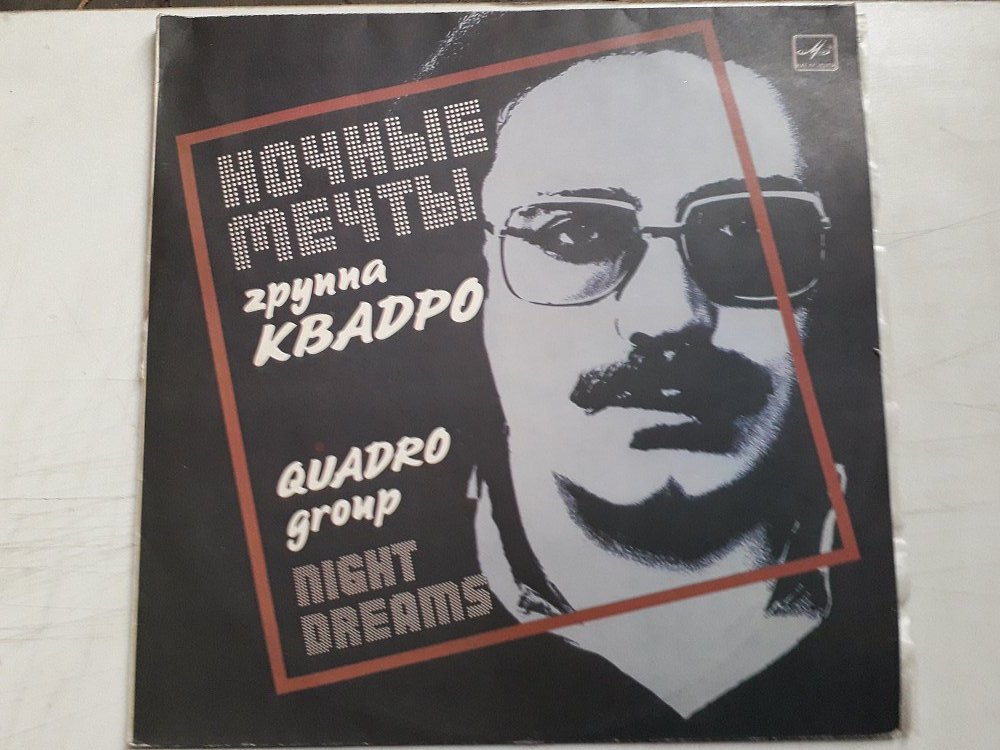 НОЧНЫЕ
МЕЧТЫ
группа
КВАДРО
QUADRO
group
NIGHT
DREAMS